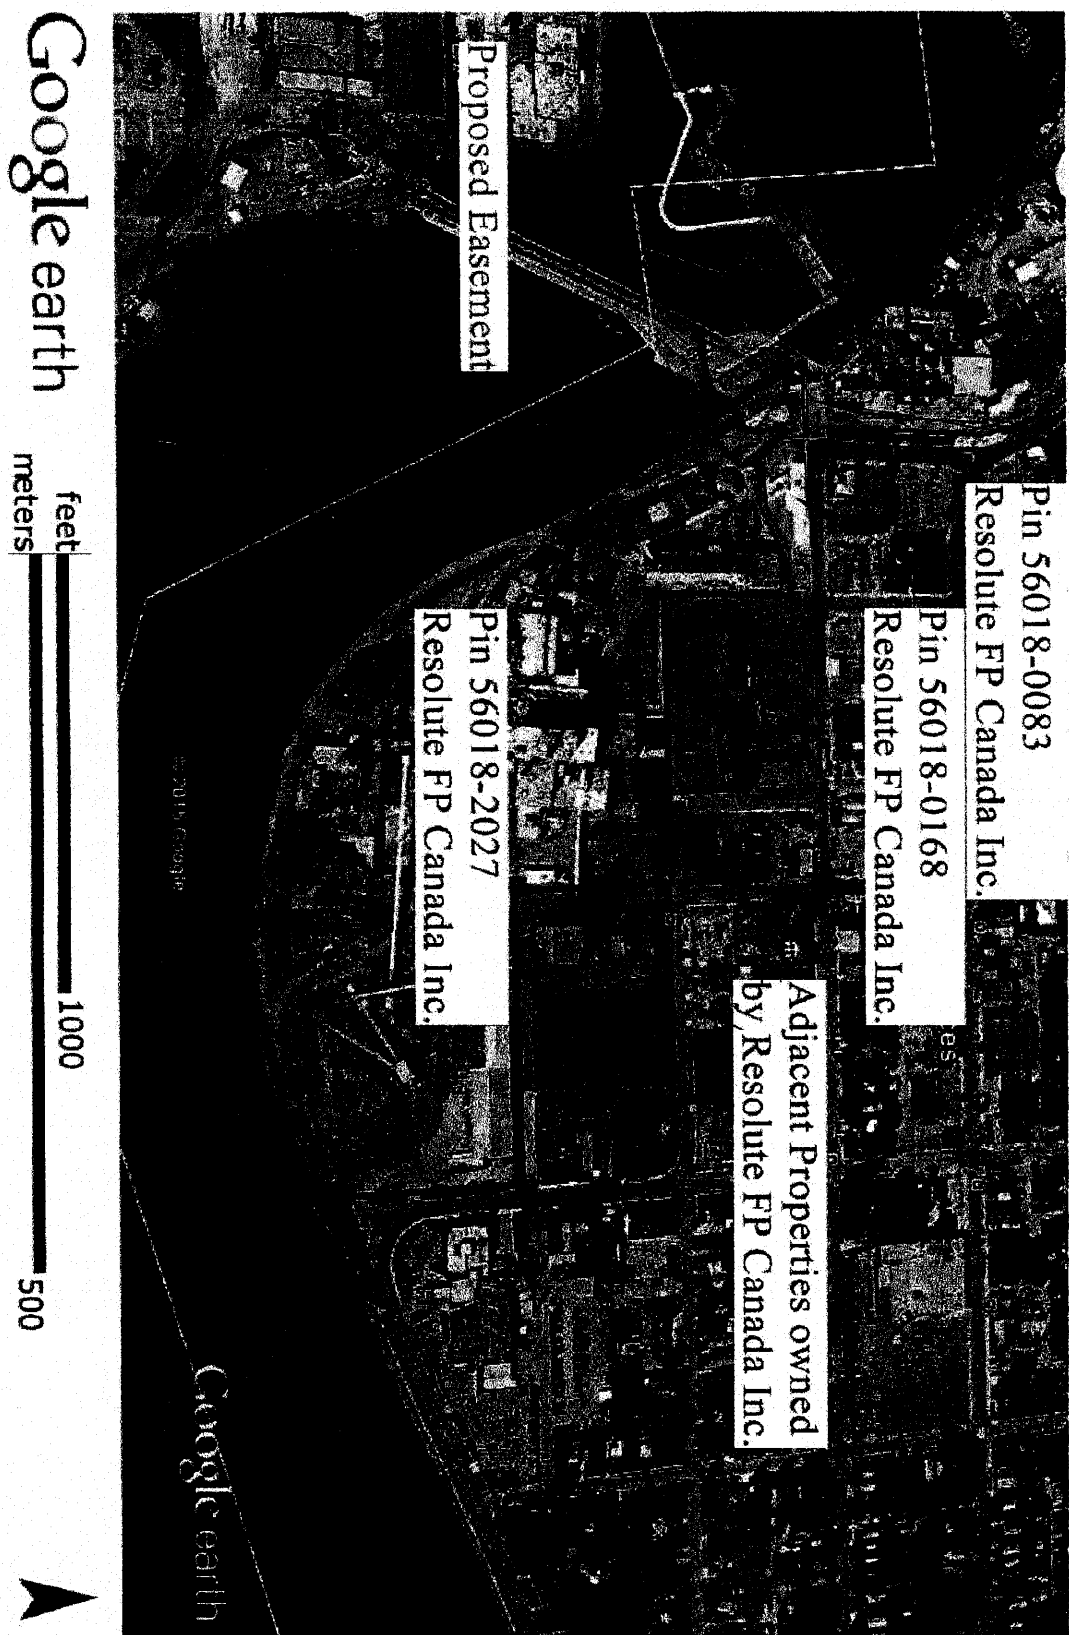 Pin 56018-0083
Resolute FP Canada Inc.
Pin 56018-0168
Resolute FP Canada Inc.
es
Adjacent Properties owned
by Resolute FP Canada Inc.
Proposed Easement
Pin 56018-2027
Resolute FP Canada Inc.
Google earth
Google earth
feet
1000
meters
500